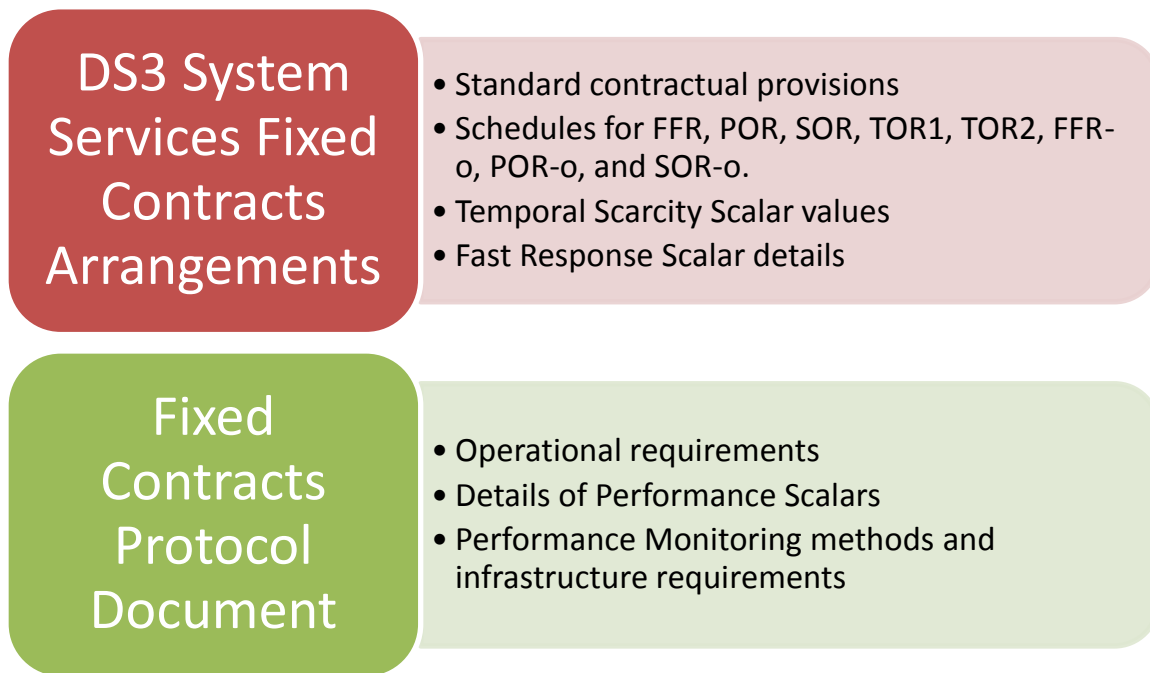 DS3 System
Services Fixed
Contracts
Arrangements
• Standard contractual provisions
• Schedules for FFR, POR, SOR, TOR1, TOR2, FFR-
o, POR-o, and SOR-o.
• Temporal Scarcity Scalar values
• Fast Response Scalar details
Fixed
Contracts
Protocol
Document
• Operational requirements
• Details of Performance Scalars
• Performance Monitoring methods and
infrastructure requirements